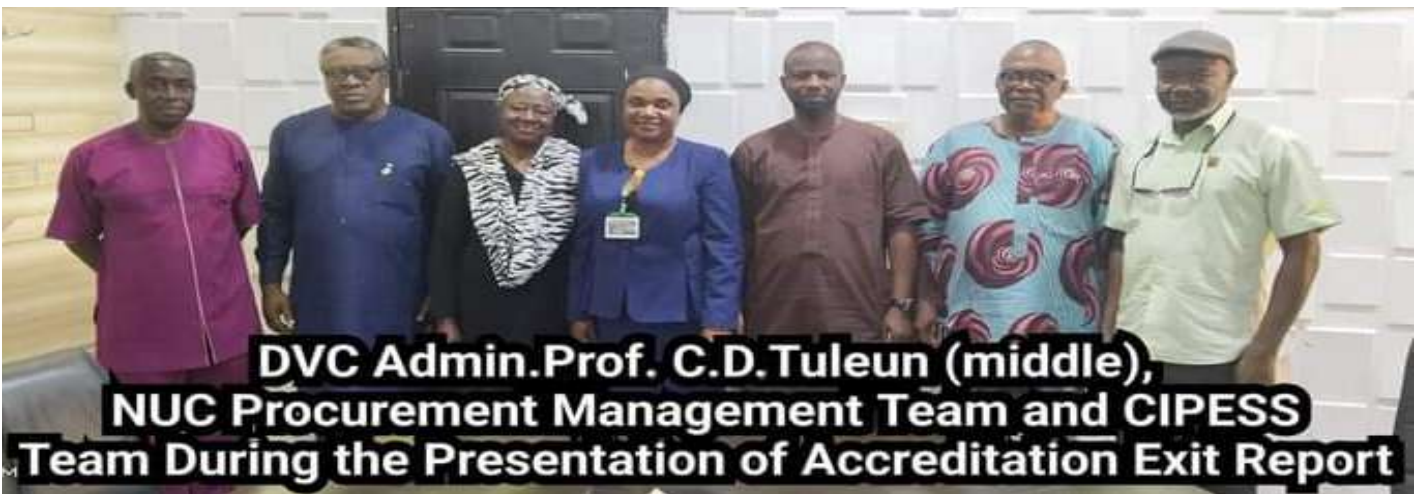 DVC Admin.Prof. C.D.Tuleun (middle),
NUC Procurement Management Team and CIPESS
Team During the Presentation of Accreditation Exit Report